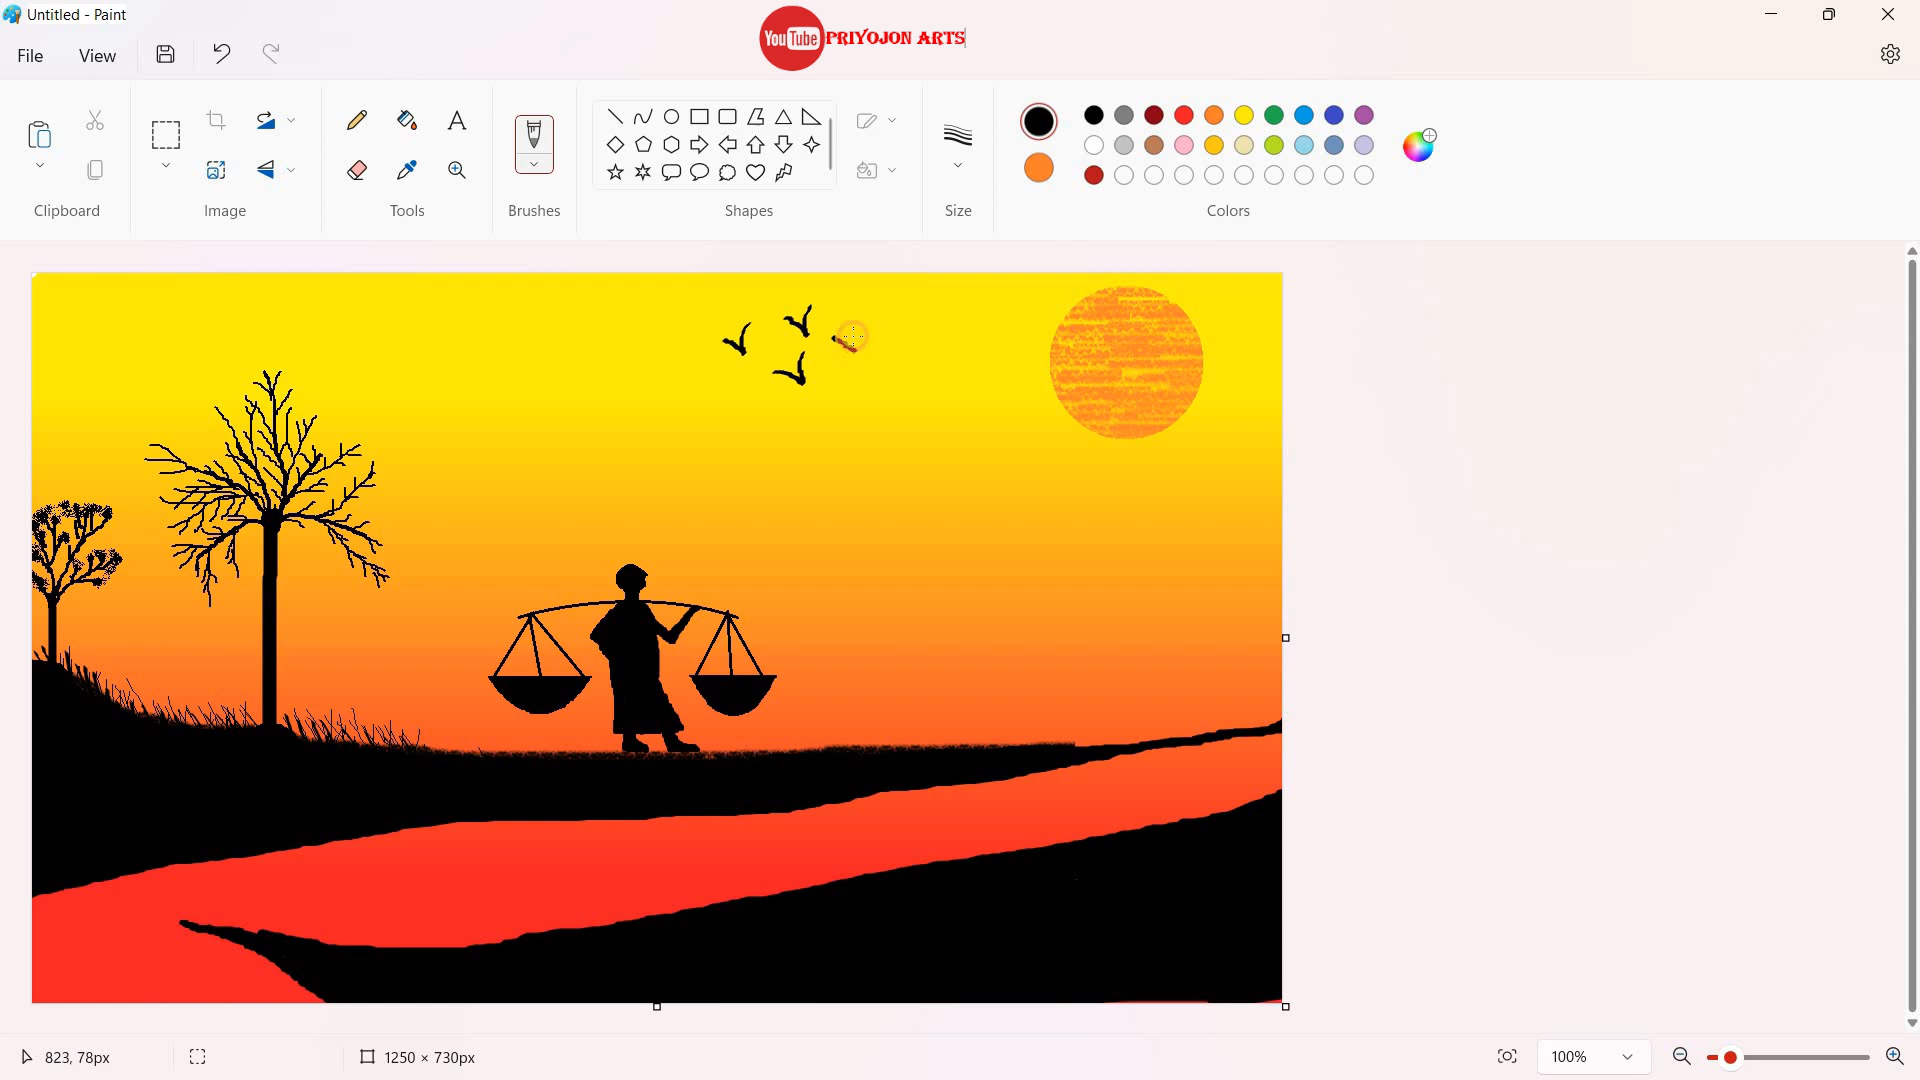 Untitled - Paint
YouTube PRIYOJON ARTS
File View
Clipboard Image Tools Brushes Shapes Size Colors
823, 78px 1250 × 730px 100%